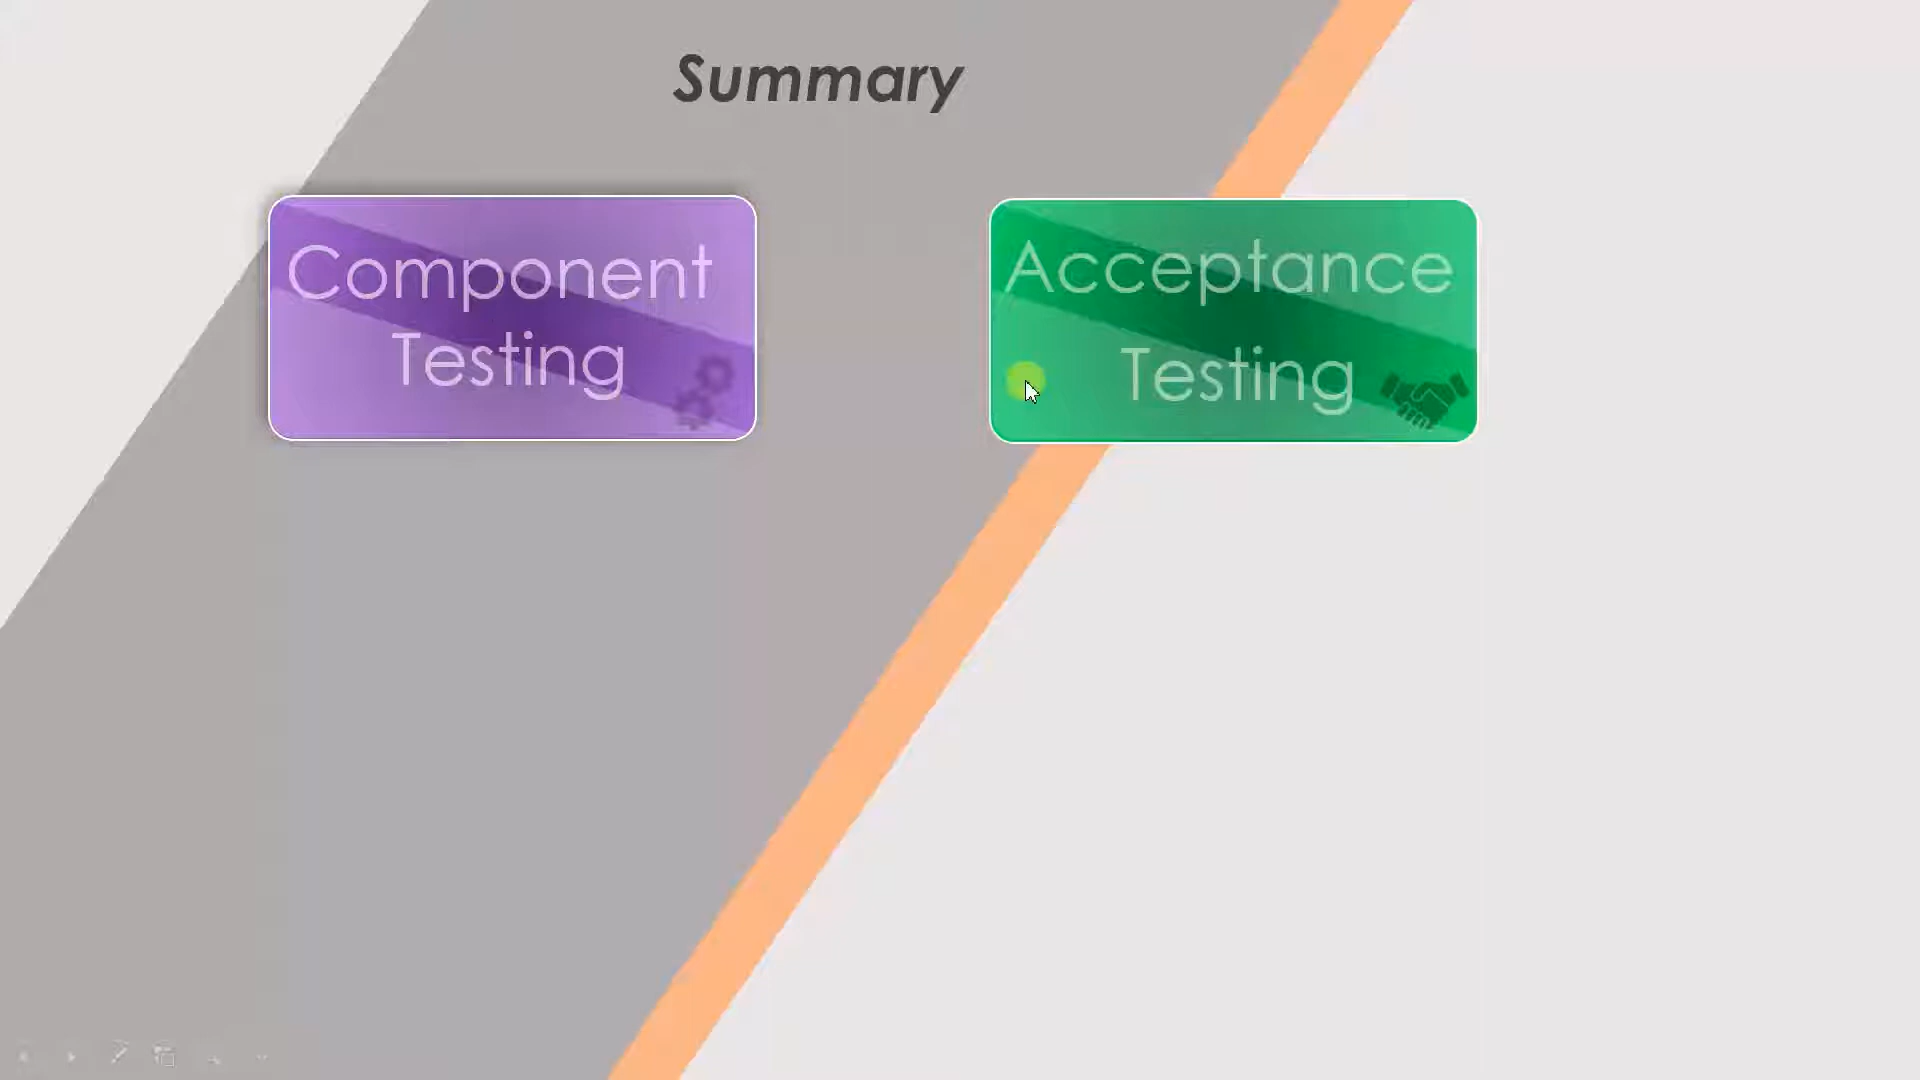 Summary
Component
Testing
Acceptance
Testing